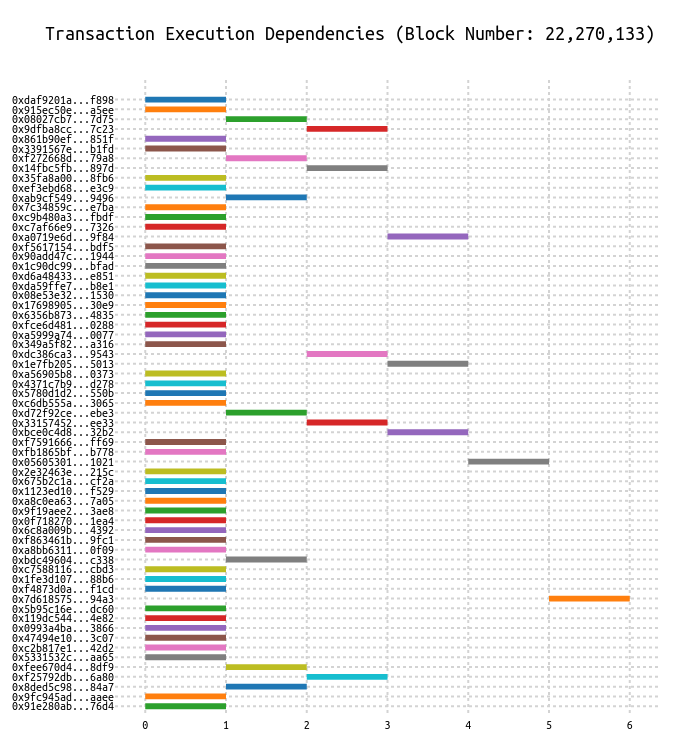 Transaction Execution Dependencies (Block Number: 22,270,133)
0xdaf9201a...f898
0x915ec50e...a5ee
0x08027cb7...7d75
0x9dfba8cc...7c23
0x861b90ef...851f
0x3391567e...b1fd
0xf272668d...79a8
0x14fbc5fb...897d
0x35fa8a00...8fb6
0xef3ebd68...e3c9
0xab9cf549...9496
0x7c34859c...e7ba
0xc9b480a3...fbdf
0xc7af66e9...7326
0xa0719e6d...9f84
0xf5617154...bdf5
0x90add47c...1944
0x1c90dc99...bfad
0xd6a48433...e851
0xda59ffe7...b8e1
0x08e53e32...1530
0x17698905...30e9
0x6356b873...4835
0xfce6d481...0288
0xa5999a74...0077
0x349a5f82...a316
0xdc386ca3...9543
0x1e7fb205...5013
0xa56905b8...0373
0x4371c7b9...d278
0x5780d1d2...550b
0xc6db555a...3065
0xd72f92ce...ebe3
0x33157452...ee33
0xbce0c4d8...32b2
0xf7591666...ff69
0xfb1865bf...b778
0x05605301...1021
0x2e32463e...215c
0x675b2c1a...cf2a
0x1123ed10...f529
0xa8c0ea63...7a05
0x9f19aee2...3ae8
0x0f718270...1ea4
0x6c8a009b...4392
0xf863461b...9fc1
0xa8bb6311...0f09
0xbdc49604...c338
0xc7588116...cbd3
0x1fe3d107...88b6
0xf4873d0a...f1cd
0x7d618575...94a3
0x5b95c16e...dc60
0x119dc544...4e82
0x0993a4ba...3866
0x47494e10...3c07
0xc2b817e1...42d2
0x5331532c...aa65
0xfee670d4...8df9
0xf25792db...6a80
0x8ded5c98...84a7
0x9fc945ad...aaee
0x91e280ab...76d4
0 1 2 3 4 5 6